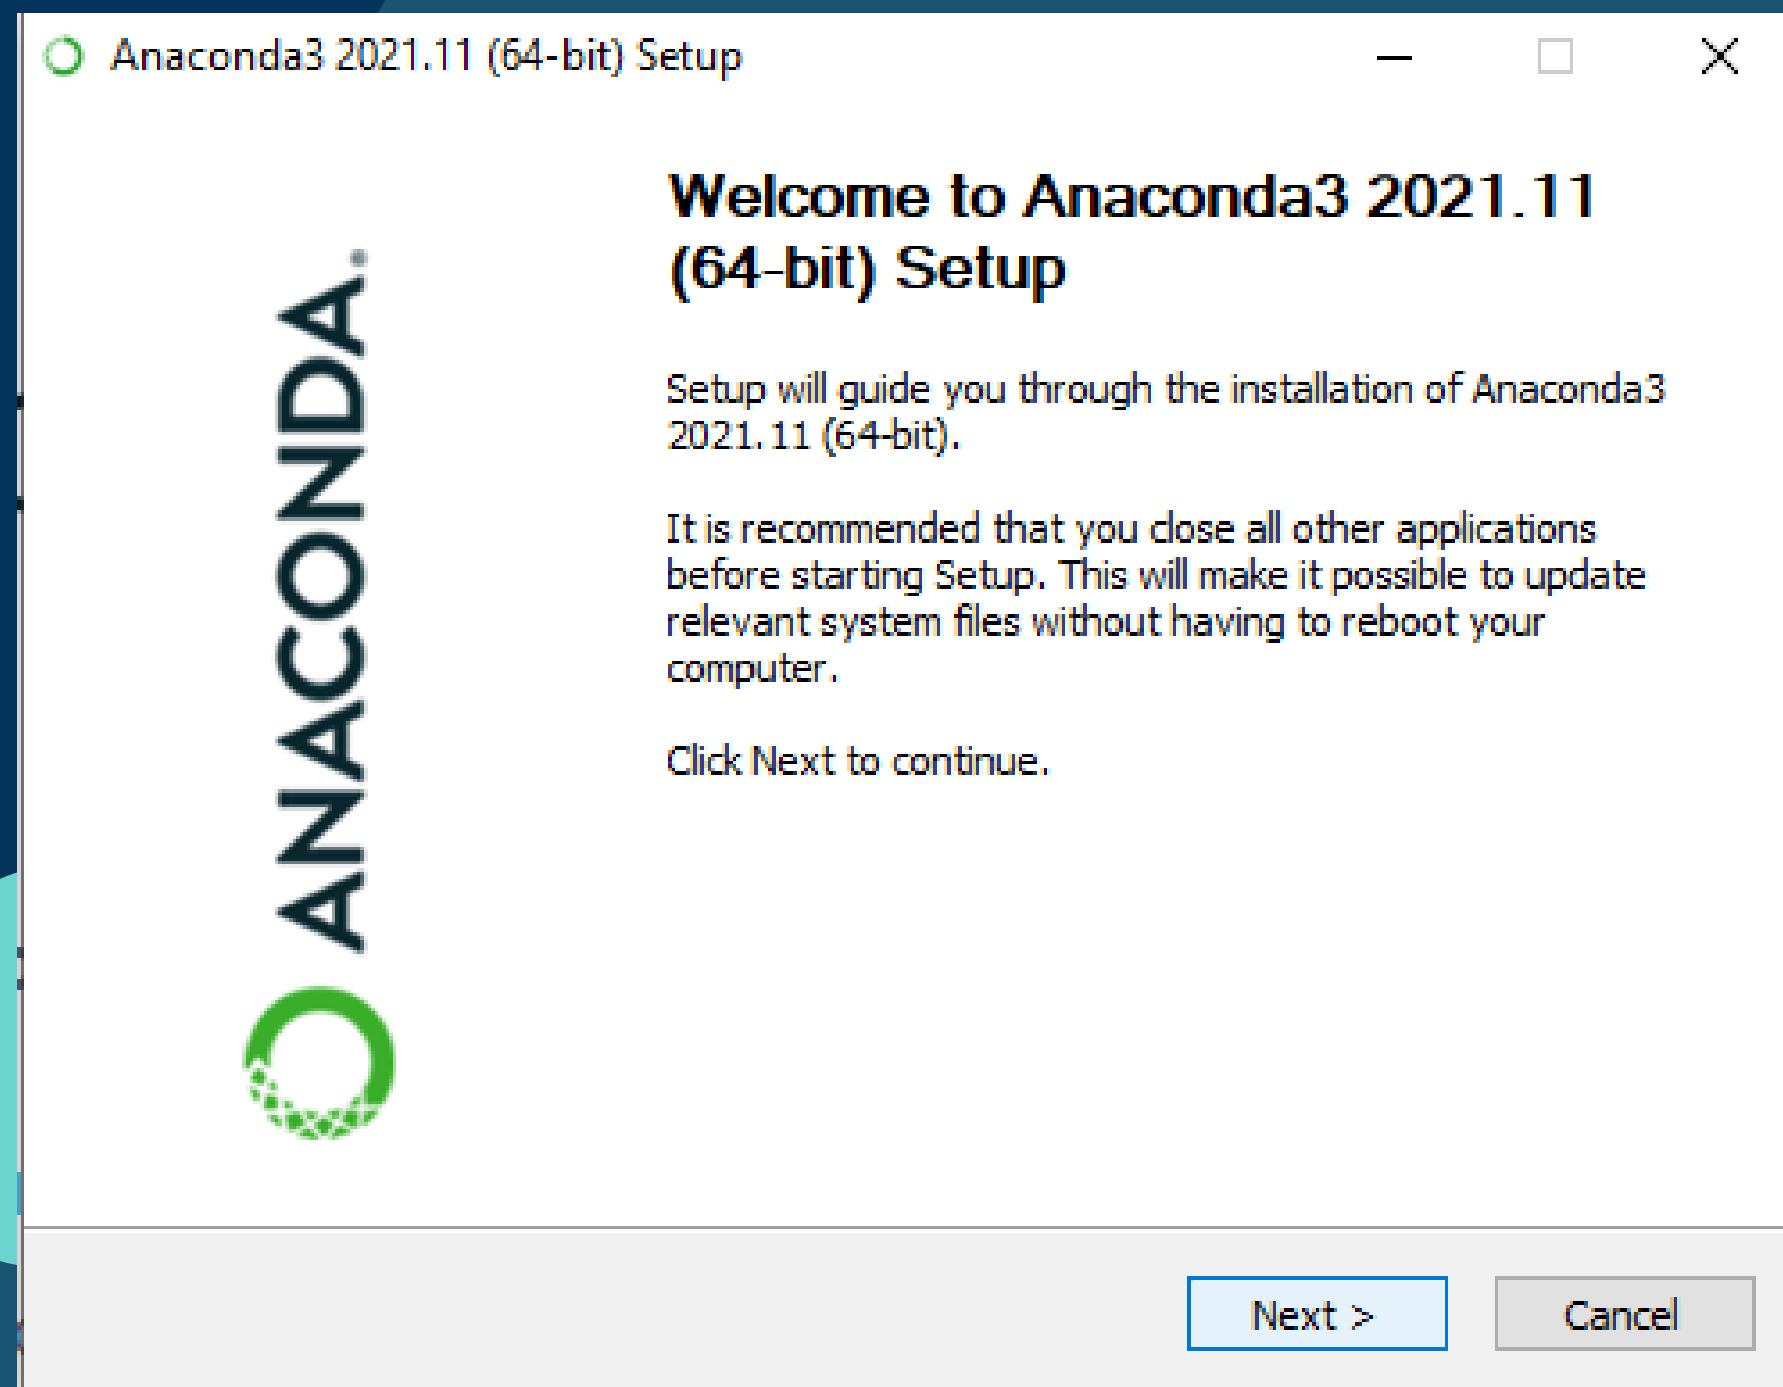 Anaconda3 2021.11 (64-bit) Setup
ANACONDA.
Welcome to Anaconda3 2021.11
(64-bit) Setup
Setup will guide you through the installation of Anaconda3
2021.11 (64-bit).
It is recommended that you close all other applications
before starting Setup. This will make it possible to update
relevant system files without having to reboot your
computer.
Click Next to continue.
Next >
Cancel